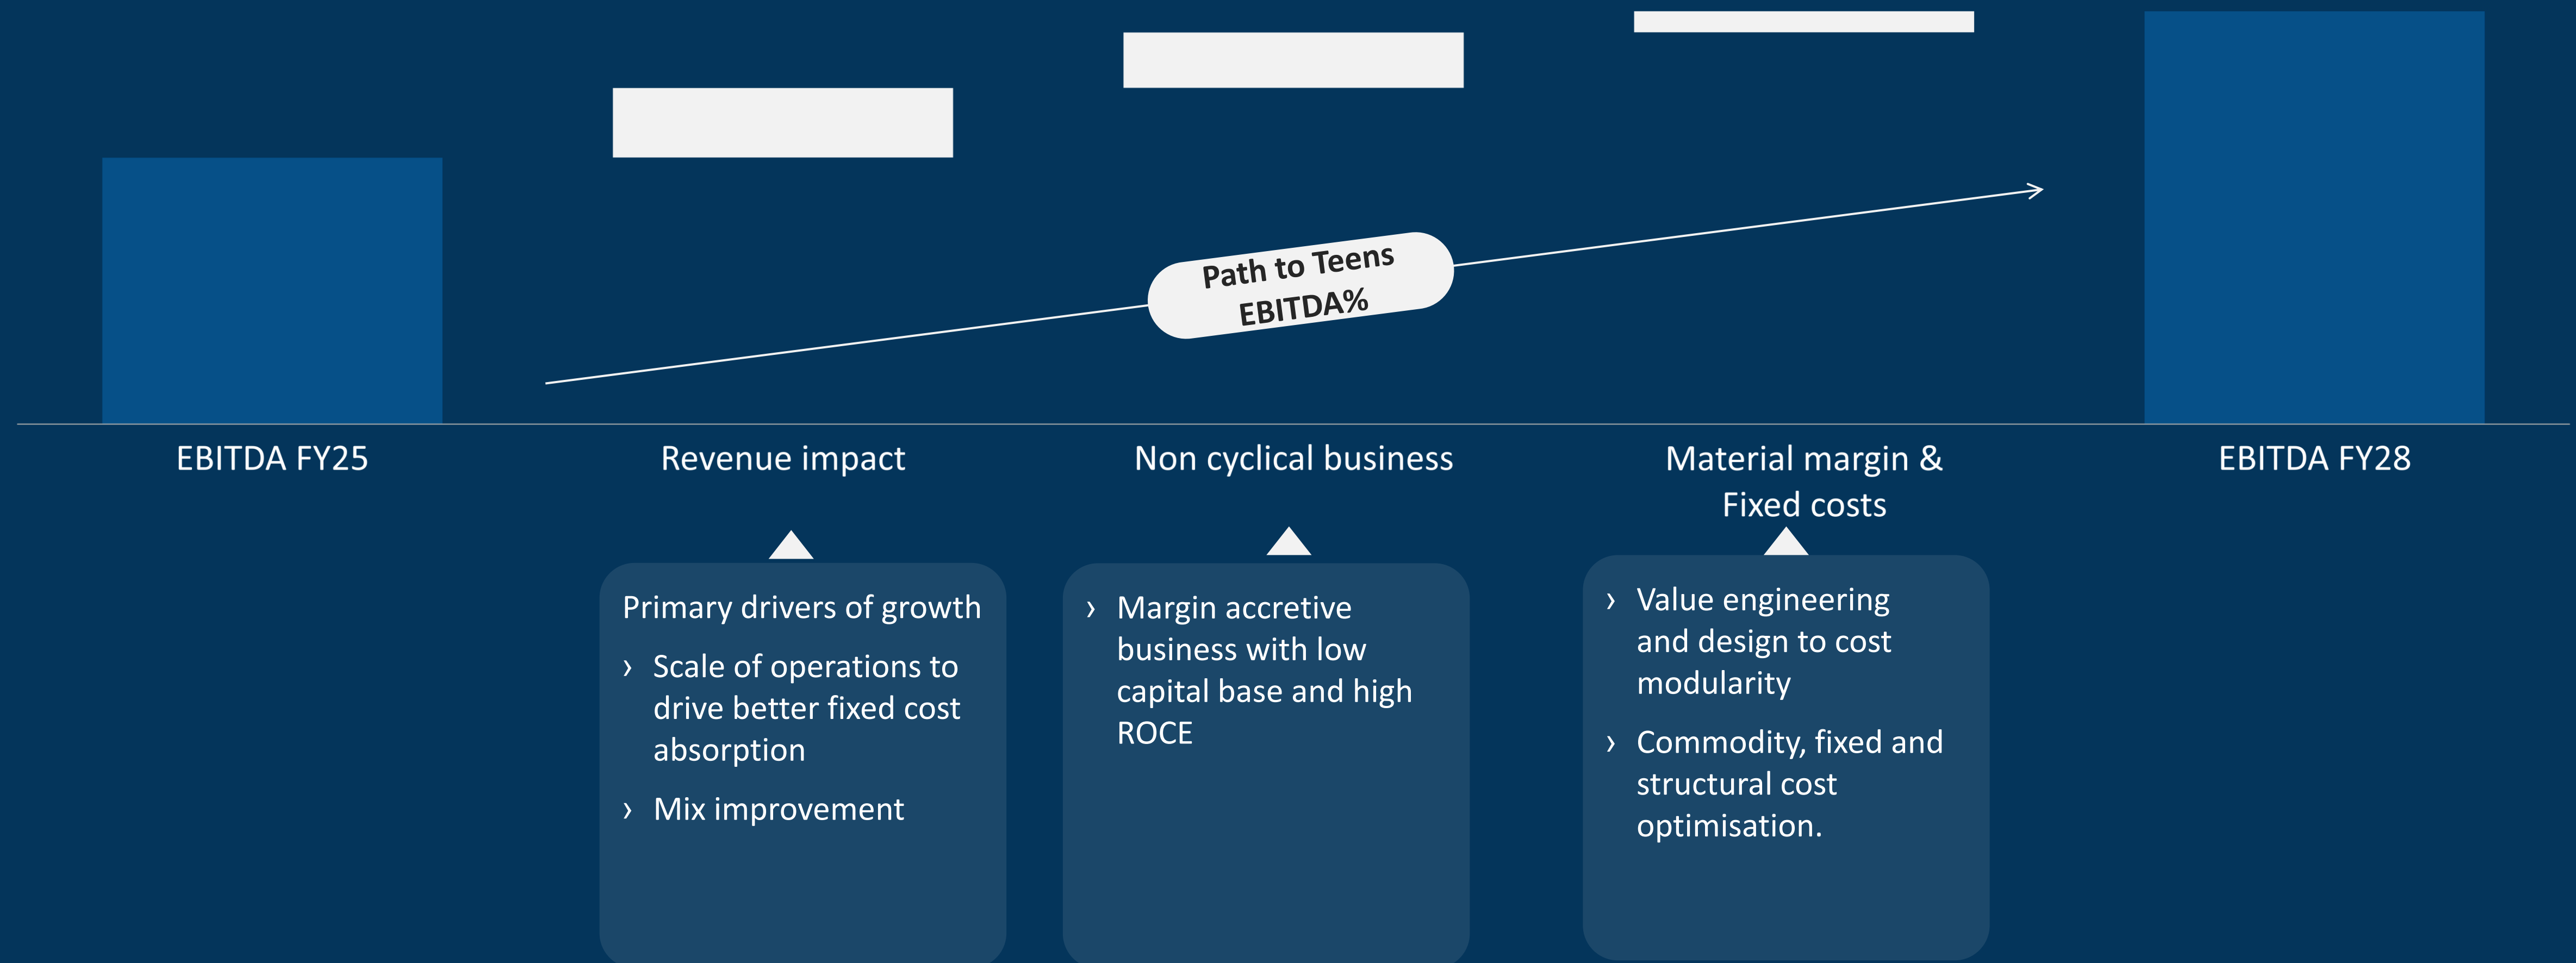 Path to Teens
EBITDA%
EBITDA FY25
Revenue impact
Non cyclical business
Material margin &
Fixed costs
EBITDA FY28
Primary drivers of growth
› Scale of operations to
drive better fixed cost
absorption
› Mix improvement
› Margin accretive
business with low
capital base and high
ROCE
› Value engineering
and design to cost
modularity
› Commodity, fixed and
structural cost
optimisation.